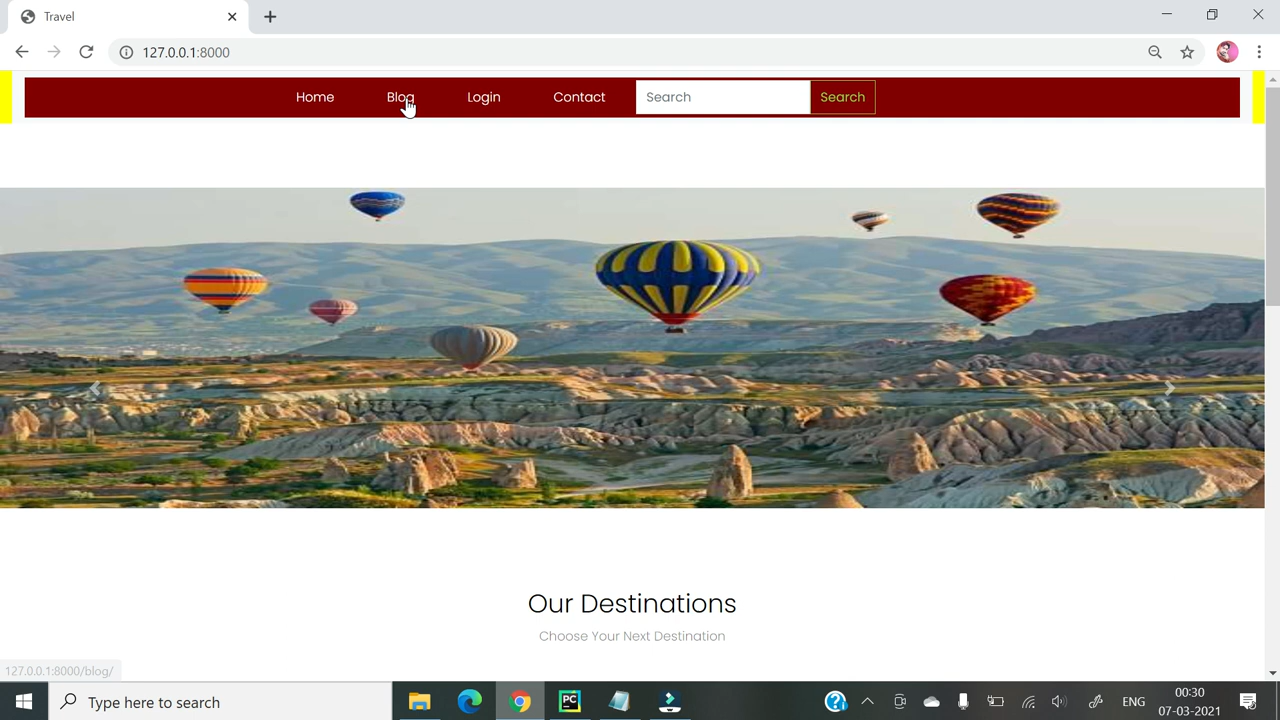 Travel
127.0.0.1:8000
Home Blog Login Contact Search Search
Our Destinations
Choose Your Next Destination
127.0.0.1:8000/blog/
Type here to search
PC
ENG
00:30
07-03-2021